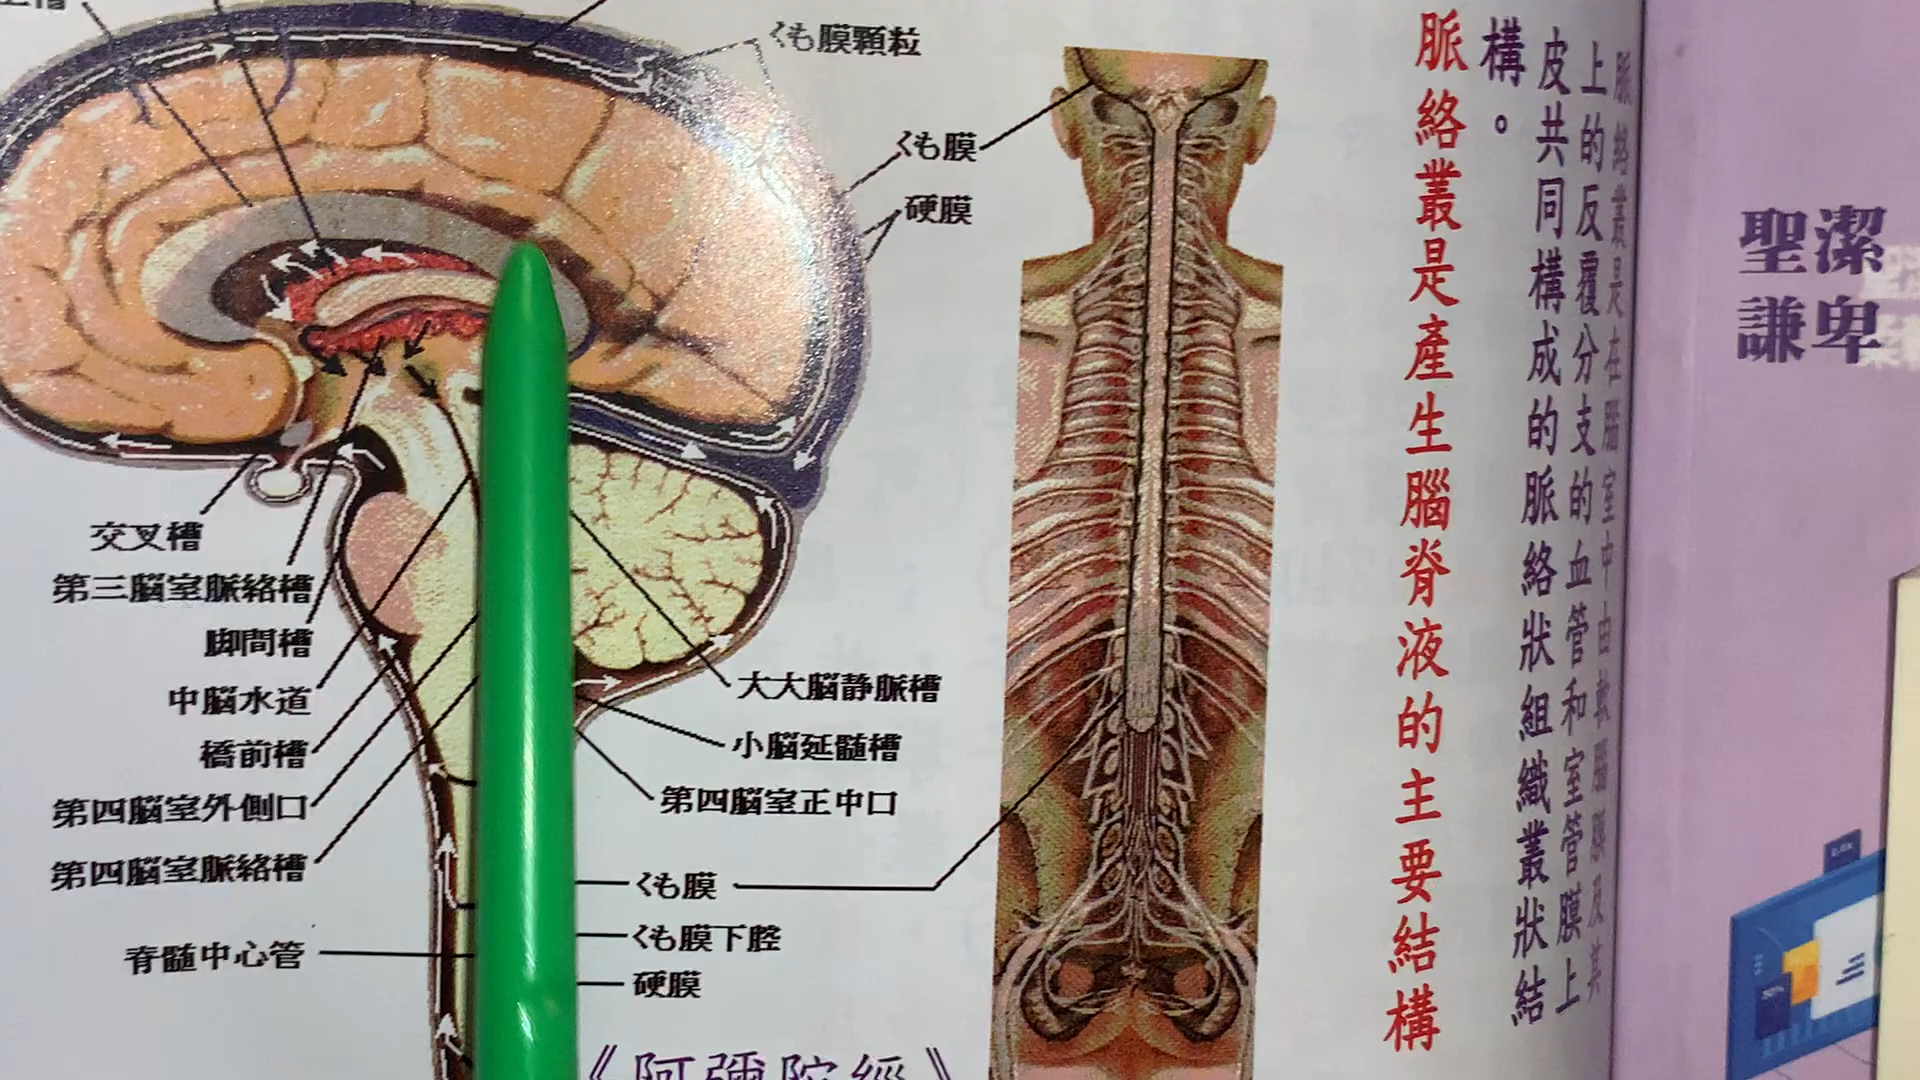 くも膜顆粒
くも膜
硬膜
交叉槽
第三脳室脈絡槽
脚間槽
中脳水道
橋前槽
第四脳室外側口
第四脳室脈絡槽
脊髄中心管
大大脳静脈槽
小脳延髄槽
第四脳室正中口
くも膜
くも膜下腔
硬膜
《阿彌陀經》
脈絡叢是在腦室中由軟腦膜及其
上的反覆分支的血管和室管膜上
皮共同構成的脈絡狀組織叢狀結
構。
脈絡叢是產生腦脊液的主要結構
聖潔
謙卑